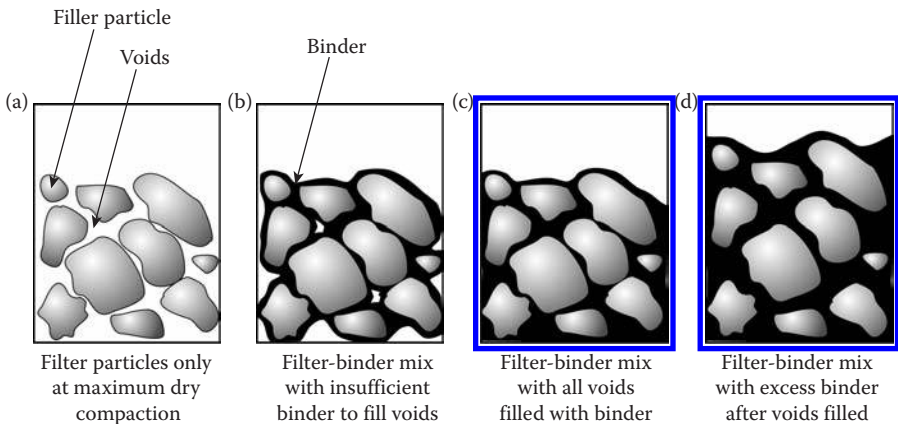 Filler particle
Voids
Binder
(a)
(b)
(c)
(d)
Filter particles only
at maximum dry
compaction
Filter-binder mix
with insufficient
binder to fill voids
Filter-binder mix
with all voids
filled with binder
Filter-binder mix
with excess binder
after voids filled